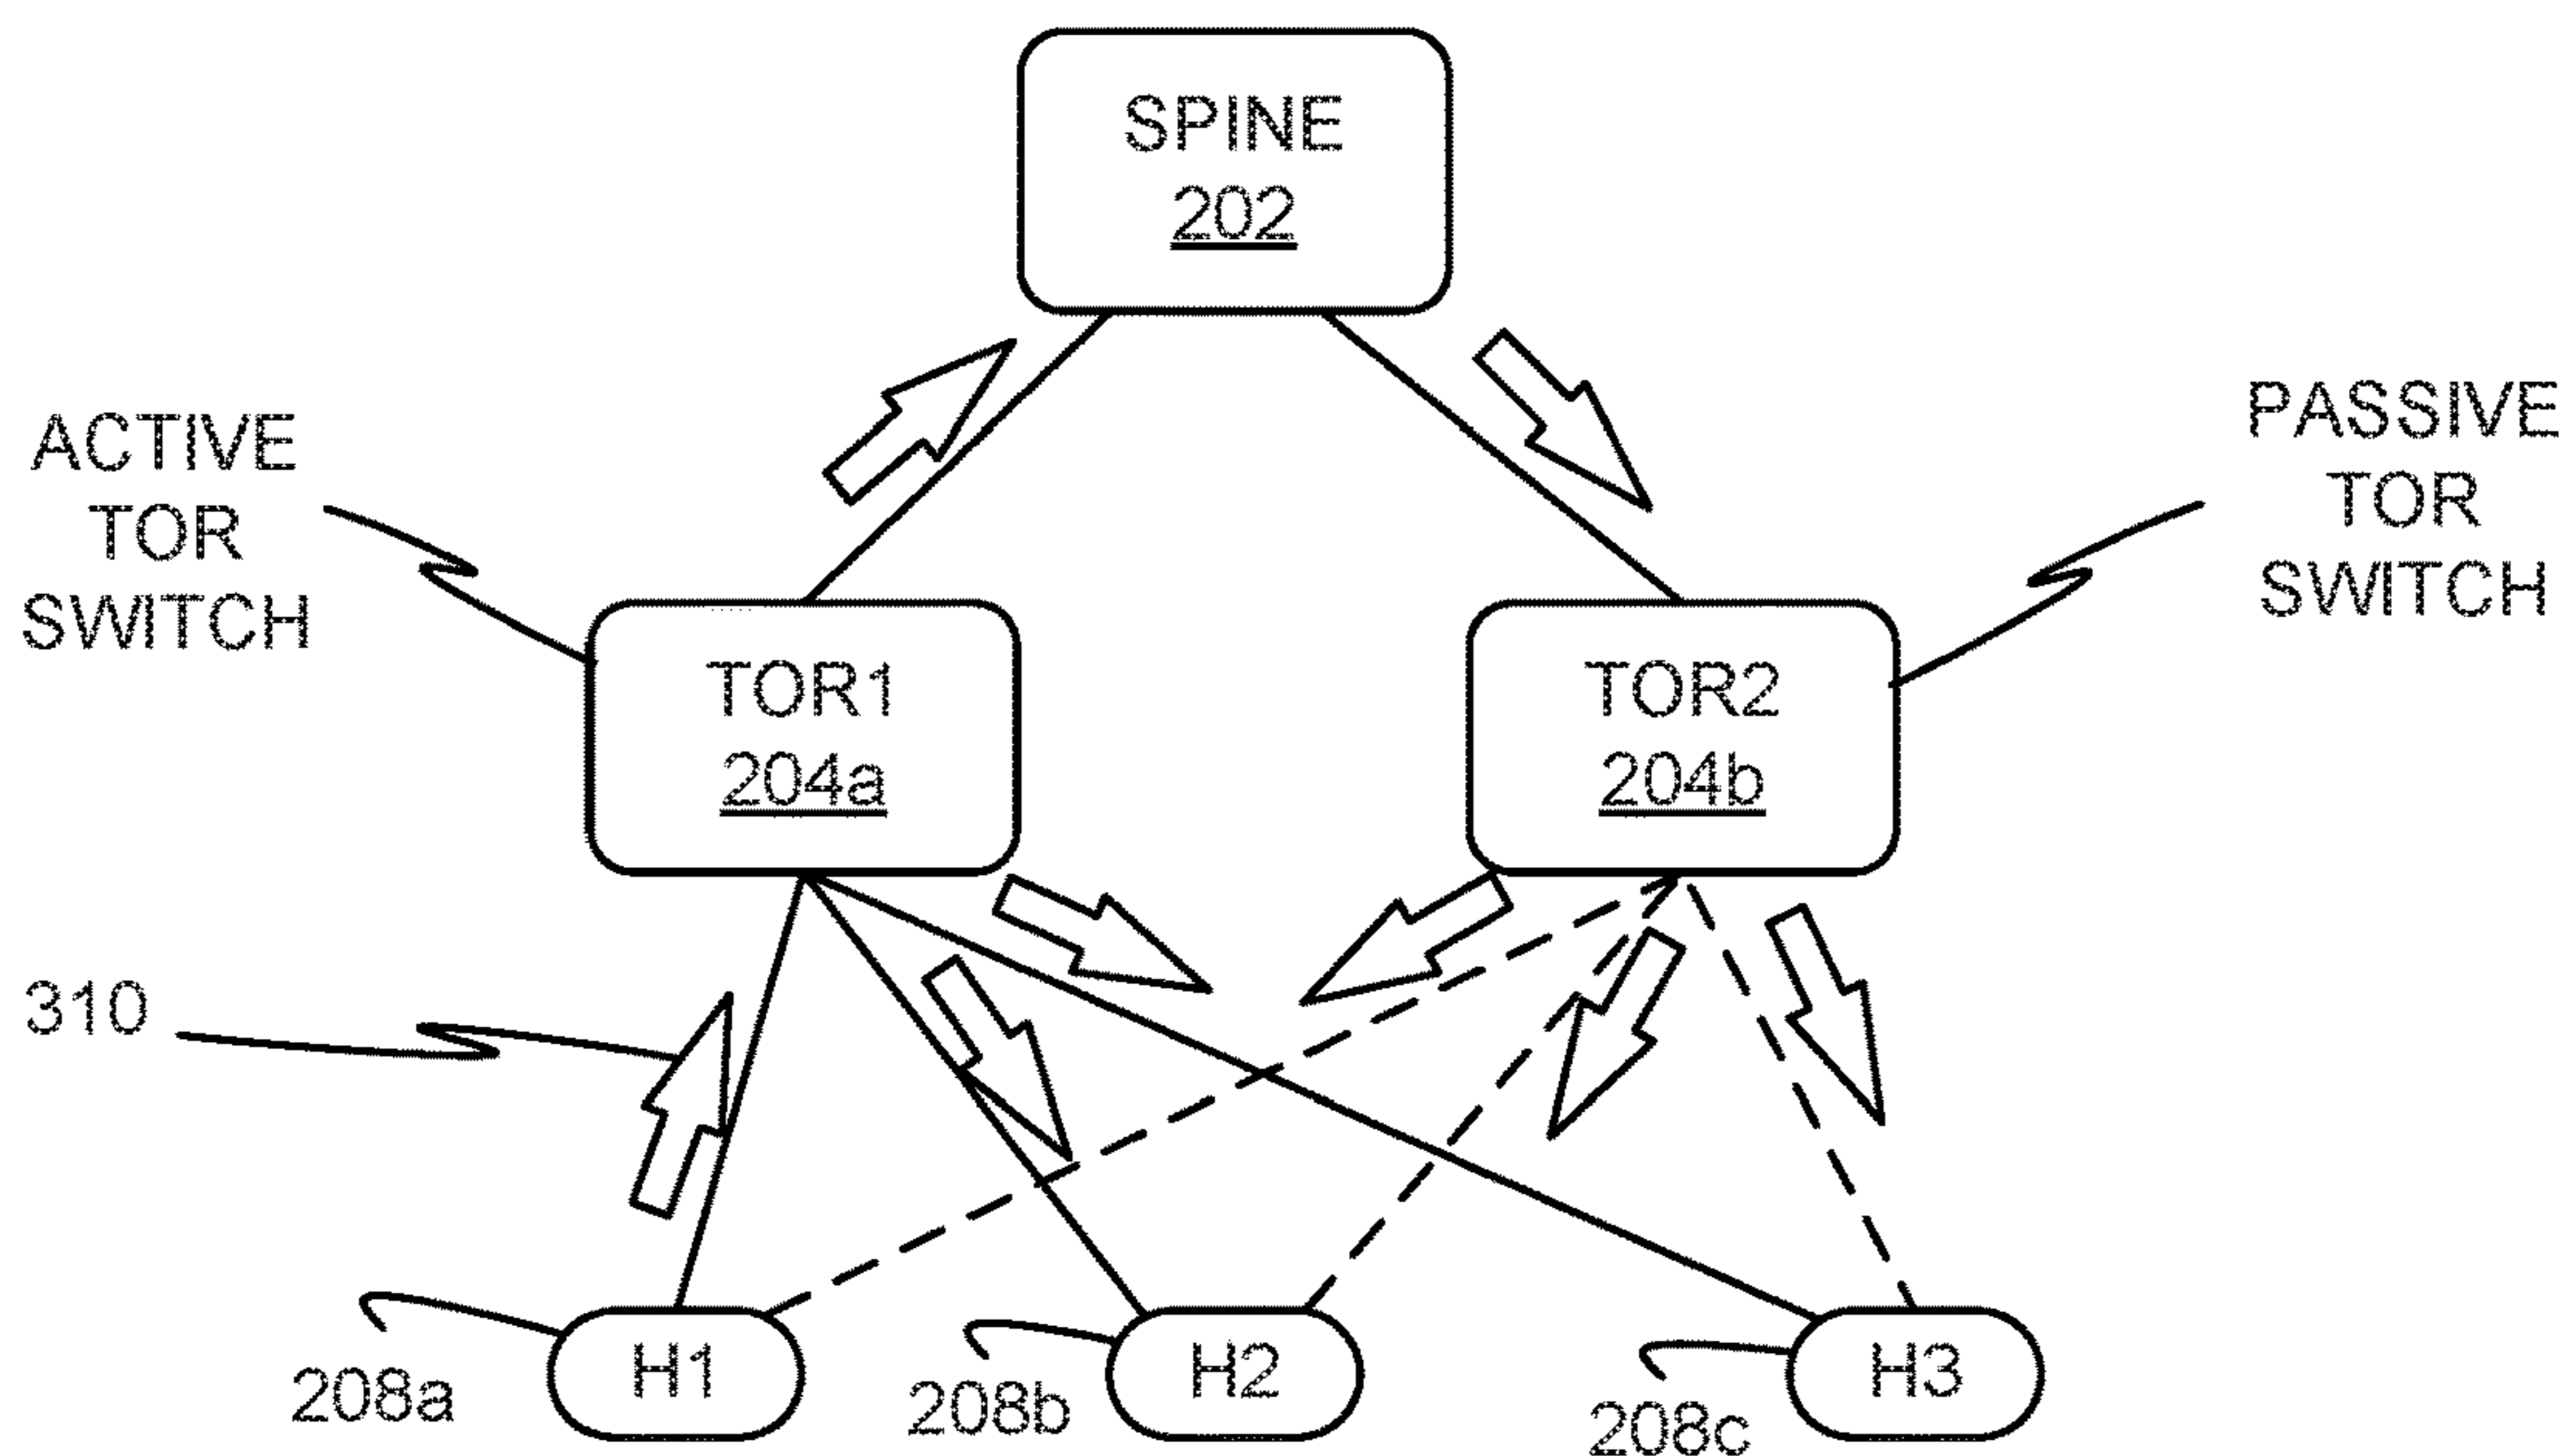 SPINE
202
ACTIVE
TOR
SWITCH
PASSIVE
TOR
SWITCH
TOR1
204a
TOR2
204b
310
H1
208a
H2
208b
H3
208c